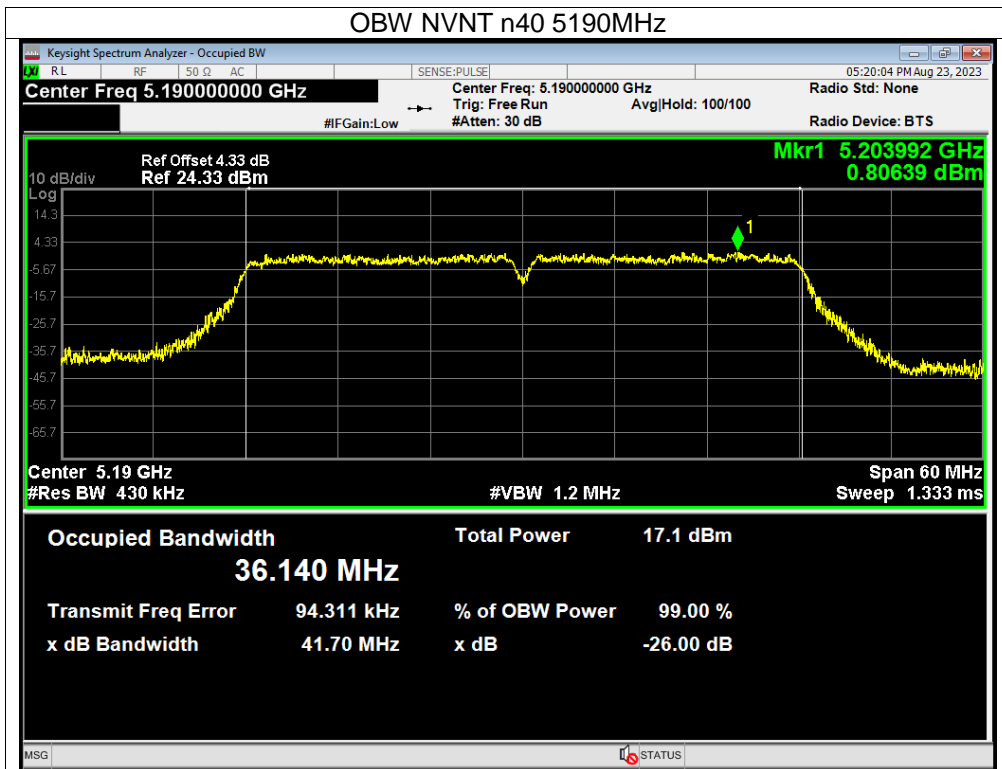 OBW NVNT n40 5190MHz
Keysight Spectrum Analyzer - Occupied BW
LXI RL RF 50 Ω AC SENSE:PULSE 05:20:04 PM Aug 23, 2023
Center Freq 5.190000000 GHz Center Freq: 5.190000000 GHz Radio Std: None
Trig: Free Run Avg|Hold: 100/100
#IFGain:Low #Atten: 30 dB Radio Device: BTS
Ref Offset 4.33 dB Mkr1 5.203992 GHz
10 dB/div Ref 24.33 dBm 0.80639 dBm
Log
14.3
1
4.33
-5.67
-15.7
-25.7
-35.7
-45.7
-55.7
-65.7
Center 5.19 GHz Span 60 MHz
#Res BW 430 kHz #VBW 1.2 MHz Sweep 1.333 ms
Occupied Bandwidth Total Power 17.1 dBm
36.140 MHz
Transmit Freq Error 94.311 kHz % of OBW Power 99.00 %
x dB Bandwidth 41.70 MHz x dB -26.00 dB
MSG STATUS